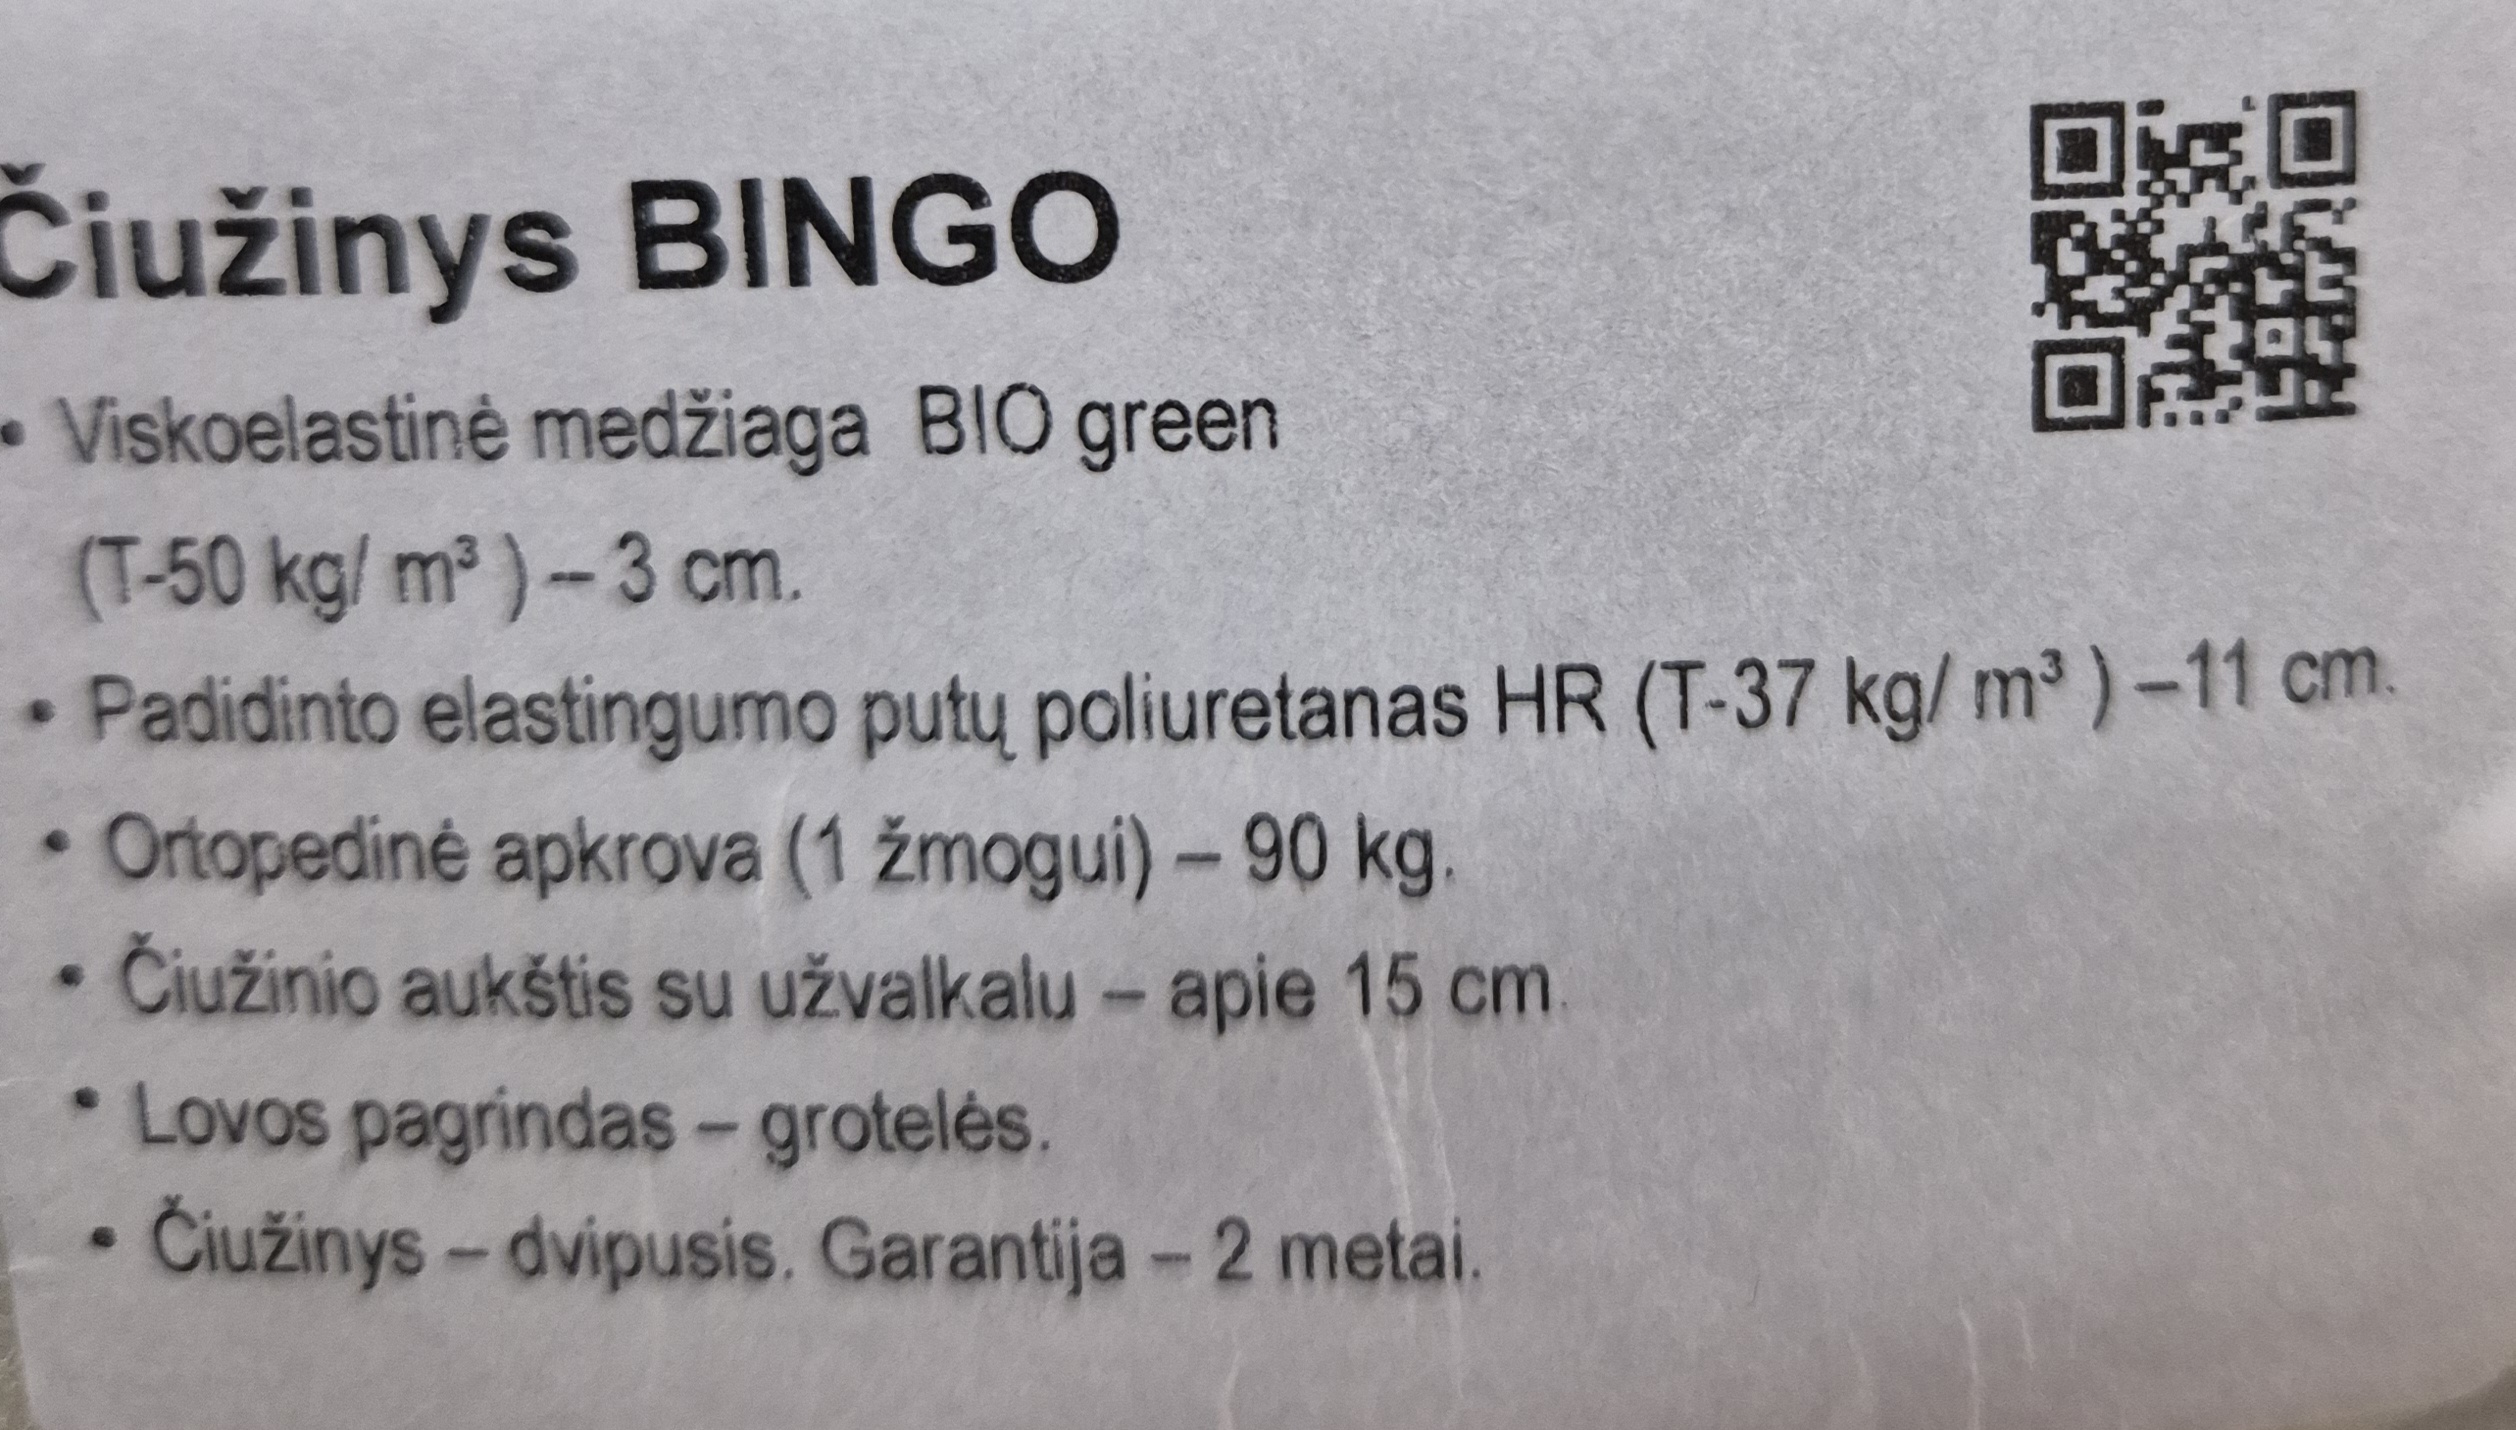 Čiužinys BINGO
• Viskoelastinė medžiaga BIO green
(T-50 kg/ m³ ) – 3 cm.
• Padidinto elastingumo putų poliuretanas HR (T-37 kg/ m³ ) –11 cm.
• Ortopedinė apkrova (1 žmogui) – 90 kg.
• Čiužinio aukštis su užvalkalu – apie 15 cm.
• Lovos pagrindas – grotelės.
• Čiužinys – dvipusis. Garantija – 2 metai.